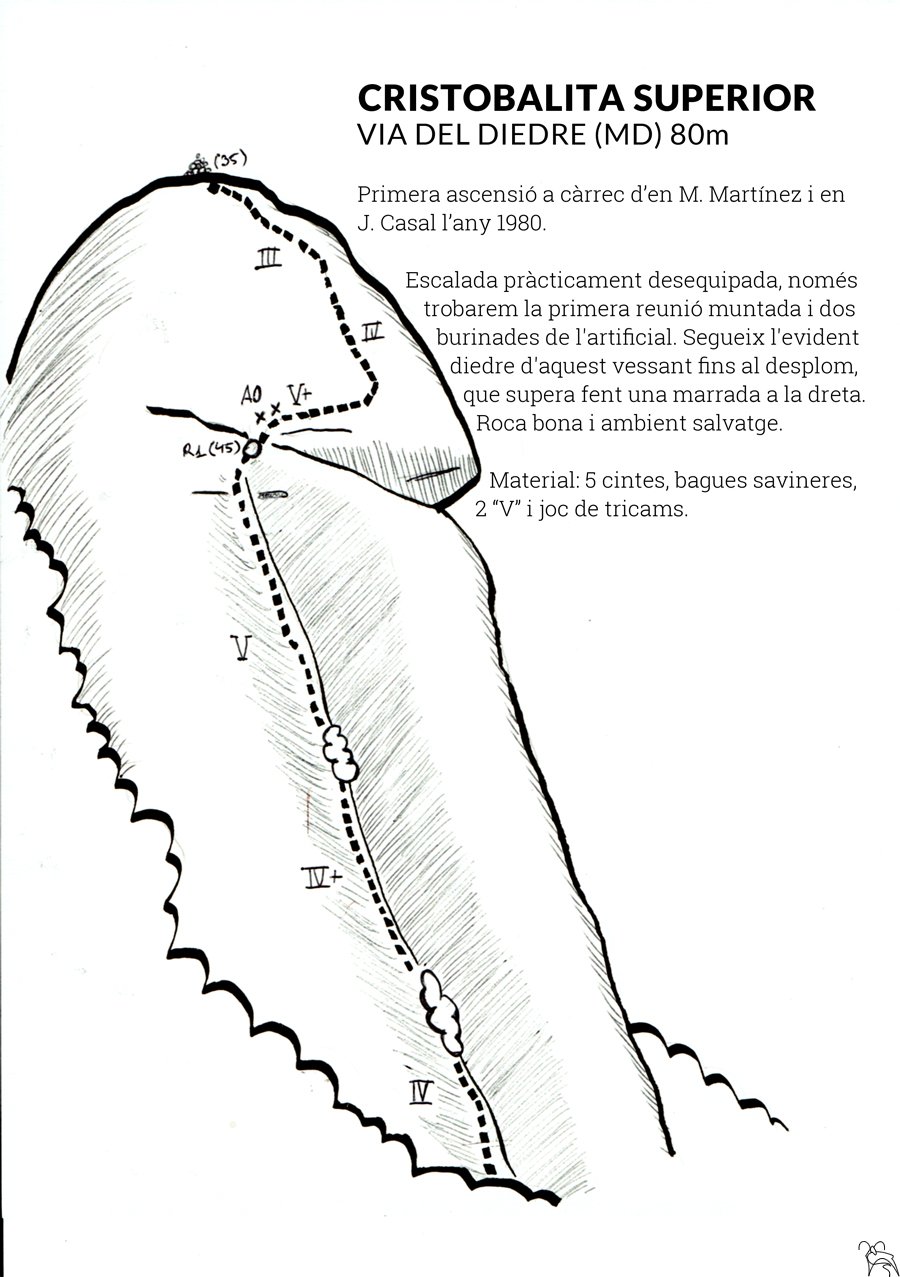 CRISTOBALITA SUPERIOR
VIA DEL DIEDRE (MD) 80m
(35)
Primera ascensió a càrrec d'en M. Martínez i en
J. Casal l'any 1980.
III
Escalada pràcticament desequipada, només
trobarem la primera reunió muntada i dos
burinades de l'artificial. Segueix l'evident
diedre d'aquest vessant fins al desplom,
que supera fent una marrada a la dreta.
Roca bona i ambient salvatge.
IV
A0
V+
R1(45)
Material: 5 cintes, bagues savineres,
2 "V" i joc de tricams.
V
IV+
IV